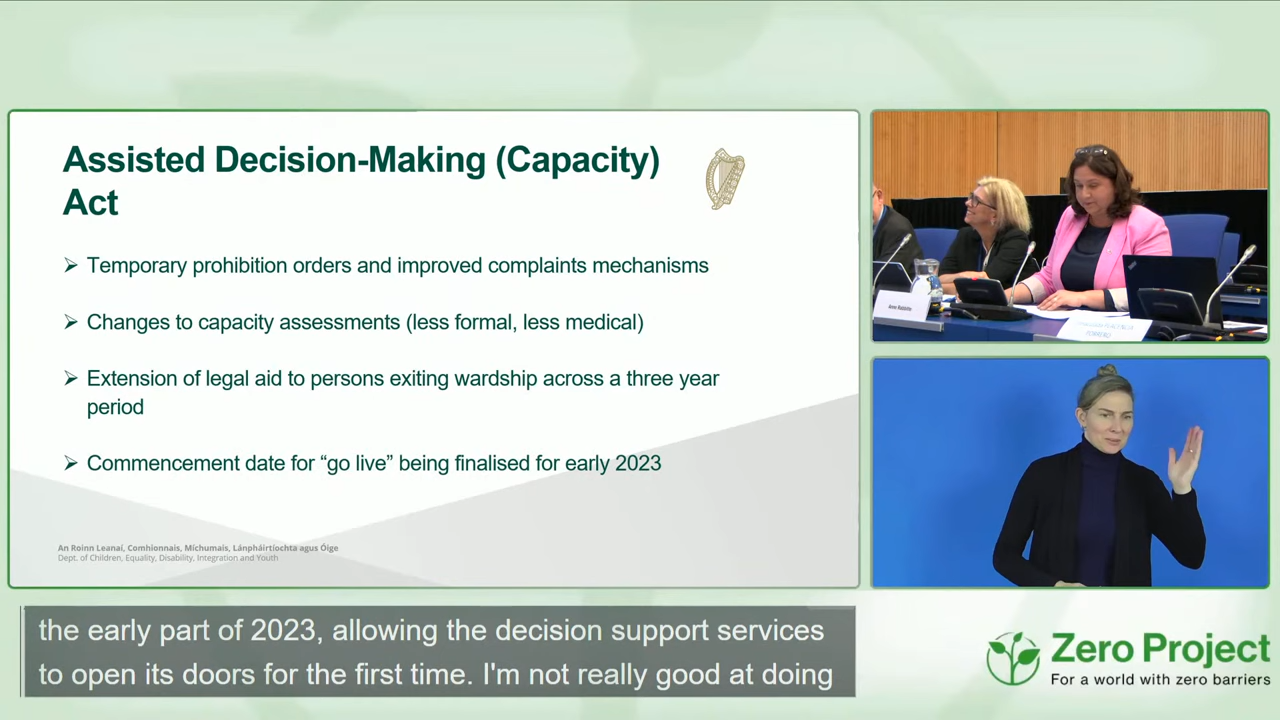 Assisted Decision-Making (Capacity)
Act
➢ Temporary prohibition orders and improved complaints mechanisms
➢ Changes to capacity assessments (less formal, less medical)
➢ Extension of legal aid to persons exiting wardship across a three year
period
➢ Commencement date for “go live” being finalised for early 2023
An Roinn Leanaí, Comhionnais, Míchumais, Lánpháirtíochta agus Óige
Dept. of Children, Equality, Disability, Integration and Youth
Anne Rabbitte
the early part of 2023, allowing the decision support services
to open its doors for the first time. I'm not really good at doing
Zero Project
For a world with zero barriers